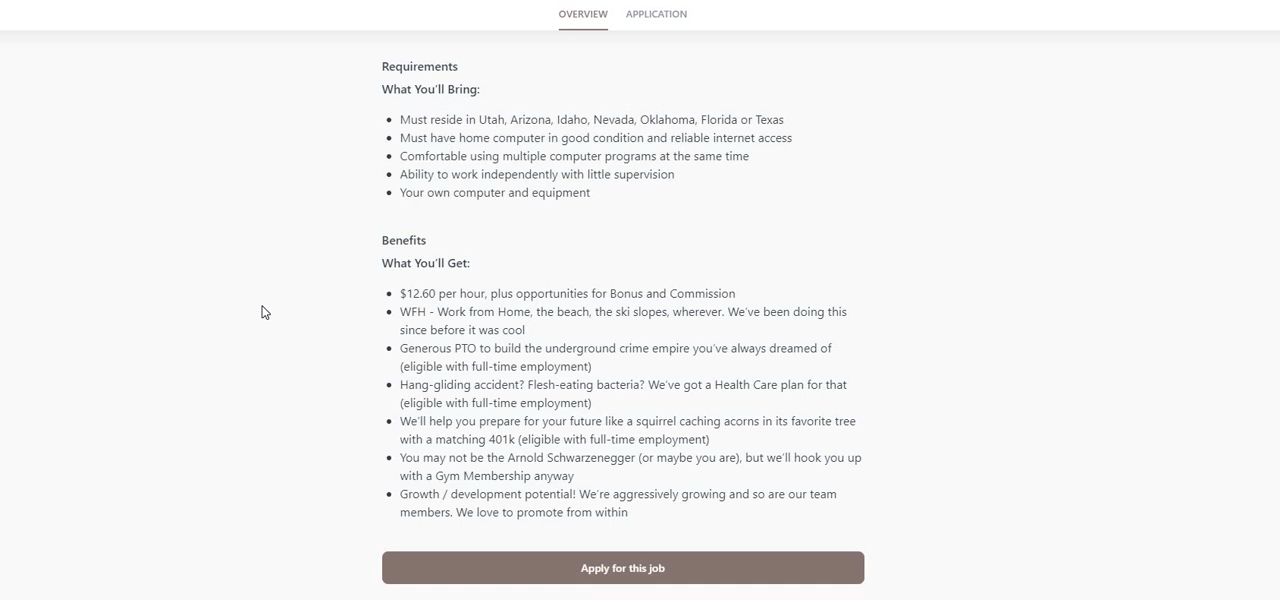 OVERVIEW APPLICATION
Requirements
What You'll Bring:
• Must reside in Utah, Arizona, Idaho, Nevada, Oklahoma, Florida or Texas
• Must have home computer in good condition and reliable internet access
• Comfortable using multiple computer programs at the same time
• Ability to work independently with little supervision
• Your own computer and equipment
Benefits
What You'll Get:
• $12.60 per hour, plus opportunities for Bonus and Commission
• WFH - Work from Home, the beach, the ski slopes, wherever. We've been doing this
since before it was cool
• Generous PTO to build the underground crime empire you've always dreamed of
(eligible with full-time employment)
• Hang-gliding accident? Flesh-eating bacteria? We've got a Health Care plan for that
(eligible with full-time employment)
• We'll help you prepare for your future like a squirrel caching acorns in its favorite tree
with a matching 401k (eligible with full-time employment)
• You may not be the Arnold Schwarzenegger (or maybe you are), but we'll hook you up
with a Gym Membership anyway
• Growth / development potential! We're aggressively growing and so are our team
members. We love to promote from within
Apply for this job